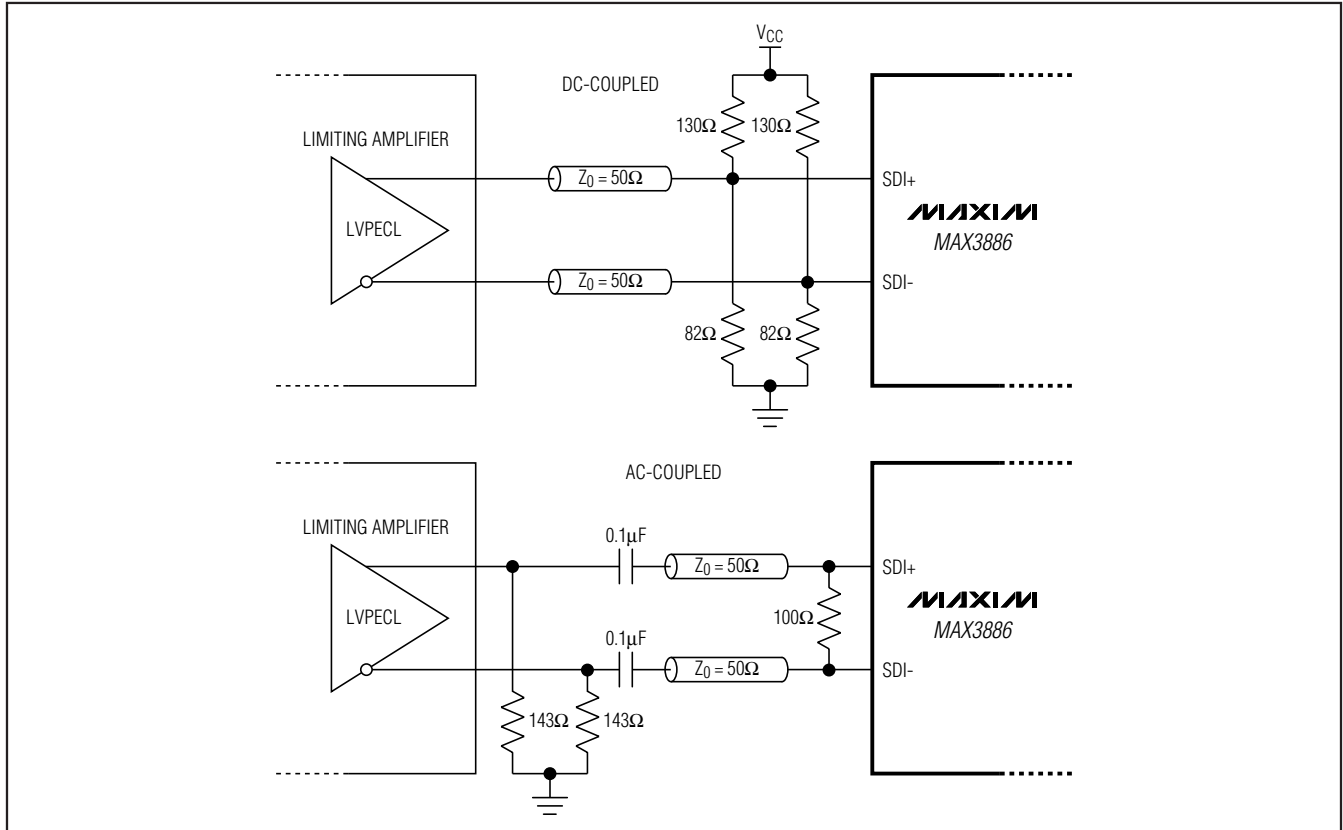 VCC
DC-COUPLED
130Ω 130Ω
LIMITING AMPLIFIER
LVPECL
Z0 = 50Ω
SDI+
MAXIM
MAX3886
Z0 = 50Ω
SDI-
82Ω 82Ω
AC-COUPLED
LIMITING AMPLIFIER
LVPECL
0.1μF
Z0 = 50Ω
SDI+
100Ω
MAXIM
MAX3886
0.1μF
Z0 = 50Ω
SDI-
143Ω 143Ω